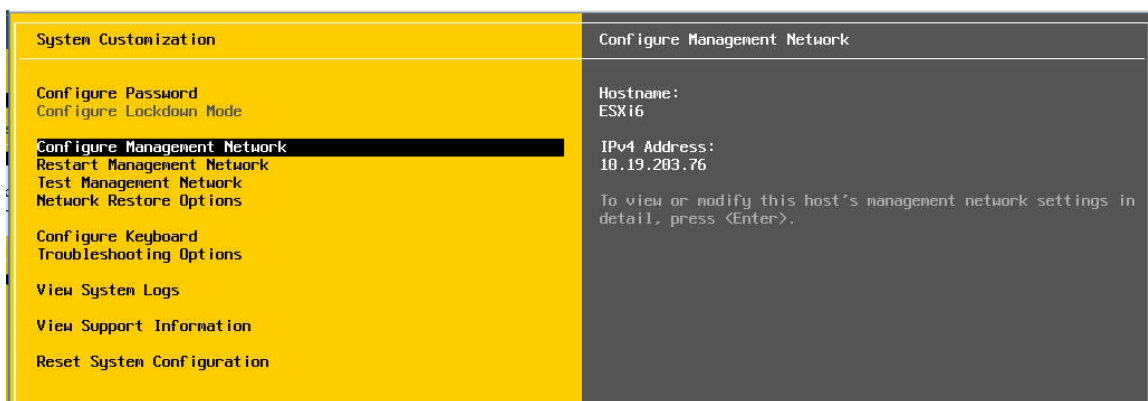 System Customization
Configure Password
Configure Lockdown Mode
Configure Management Network
Restart Management Network
Test Management Network
Network Restore Options
Configure Keyboard
Troubleshooting Options
View System Logs
View Support Information
Reset System Configuration
Configure Management Network
Hostname:
ESXi6
IPv4 Address:
10.19.203.76
To view or modify this host's management network settings in
detail, press <Enter>.